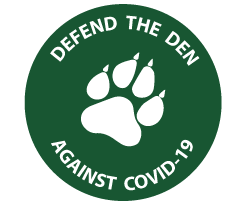 DEFEND THE DEN
AGAINST COVID-19